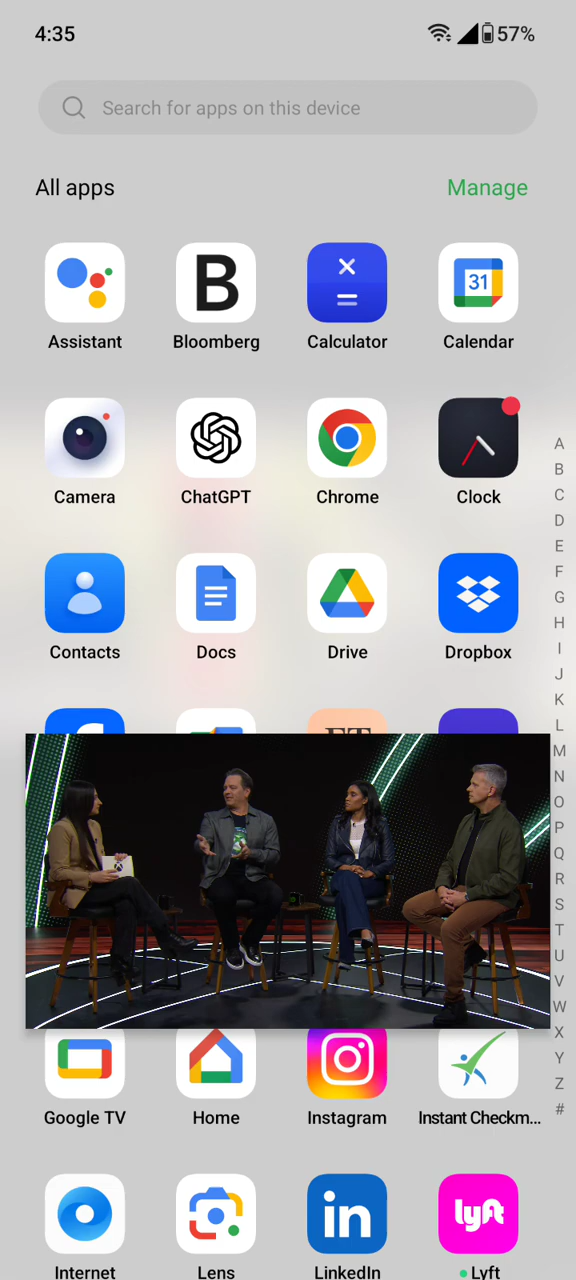 4:35
57%
Search for apps on this device
All apps
Manage
Assistant
Bloomberg
Calculator
Calendar
B
31
Camera
ChatGPT
Chrome
Clock
Contacts
Docs
Drive
Dropbox
FT
Google TV
Home
Instagram
Instant Checkm...
in
lyft
Internet
Lens
LinkedIn
Lyft
A
B
C
D
E
F
G
H
I
J
K
L
M
N
O
P
Q
R
S
T
U
V
W
X
Y
Z
#